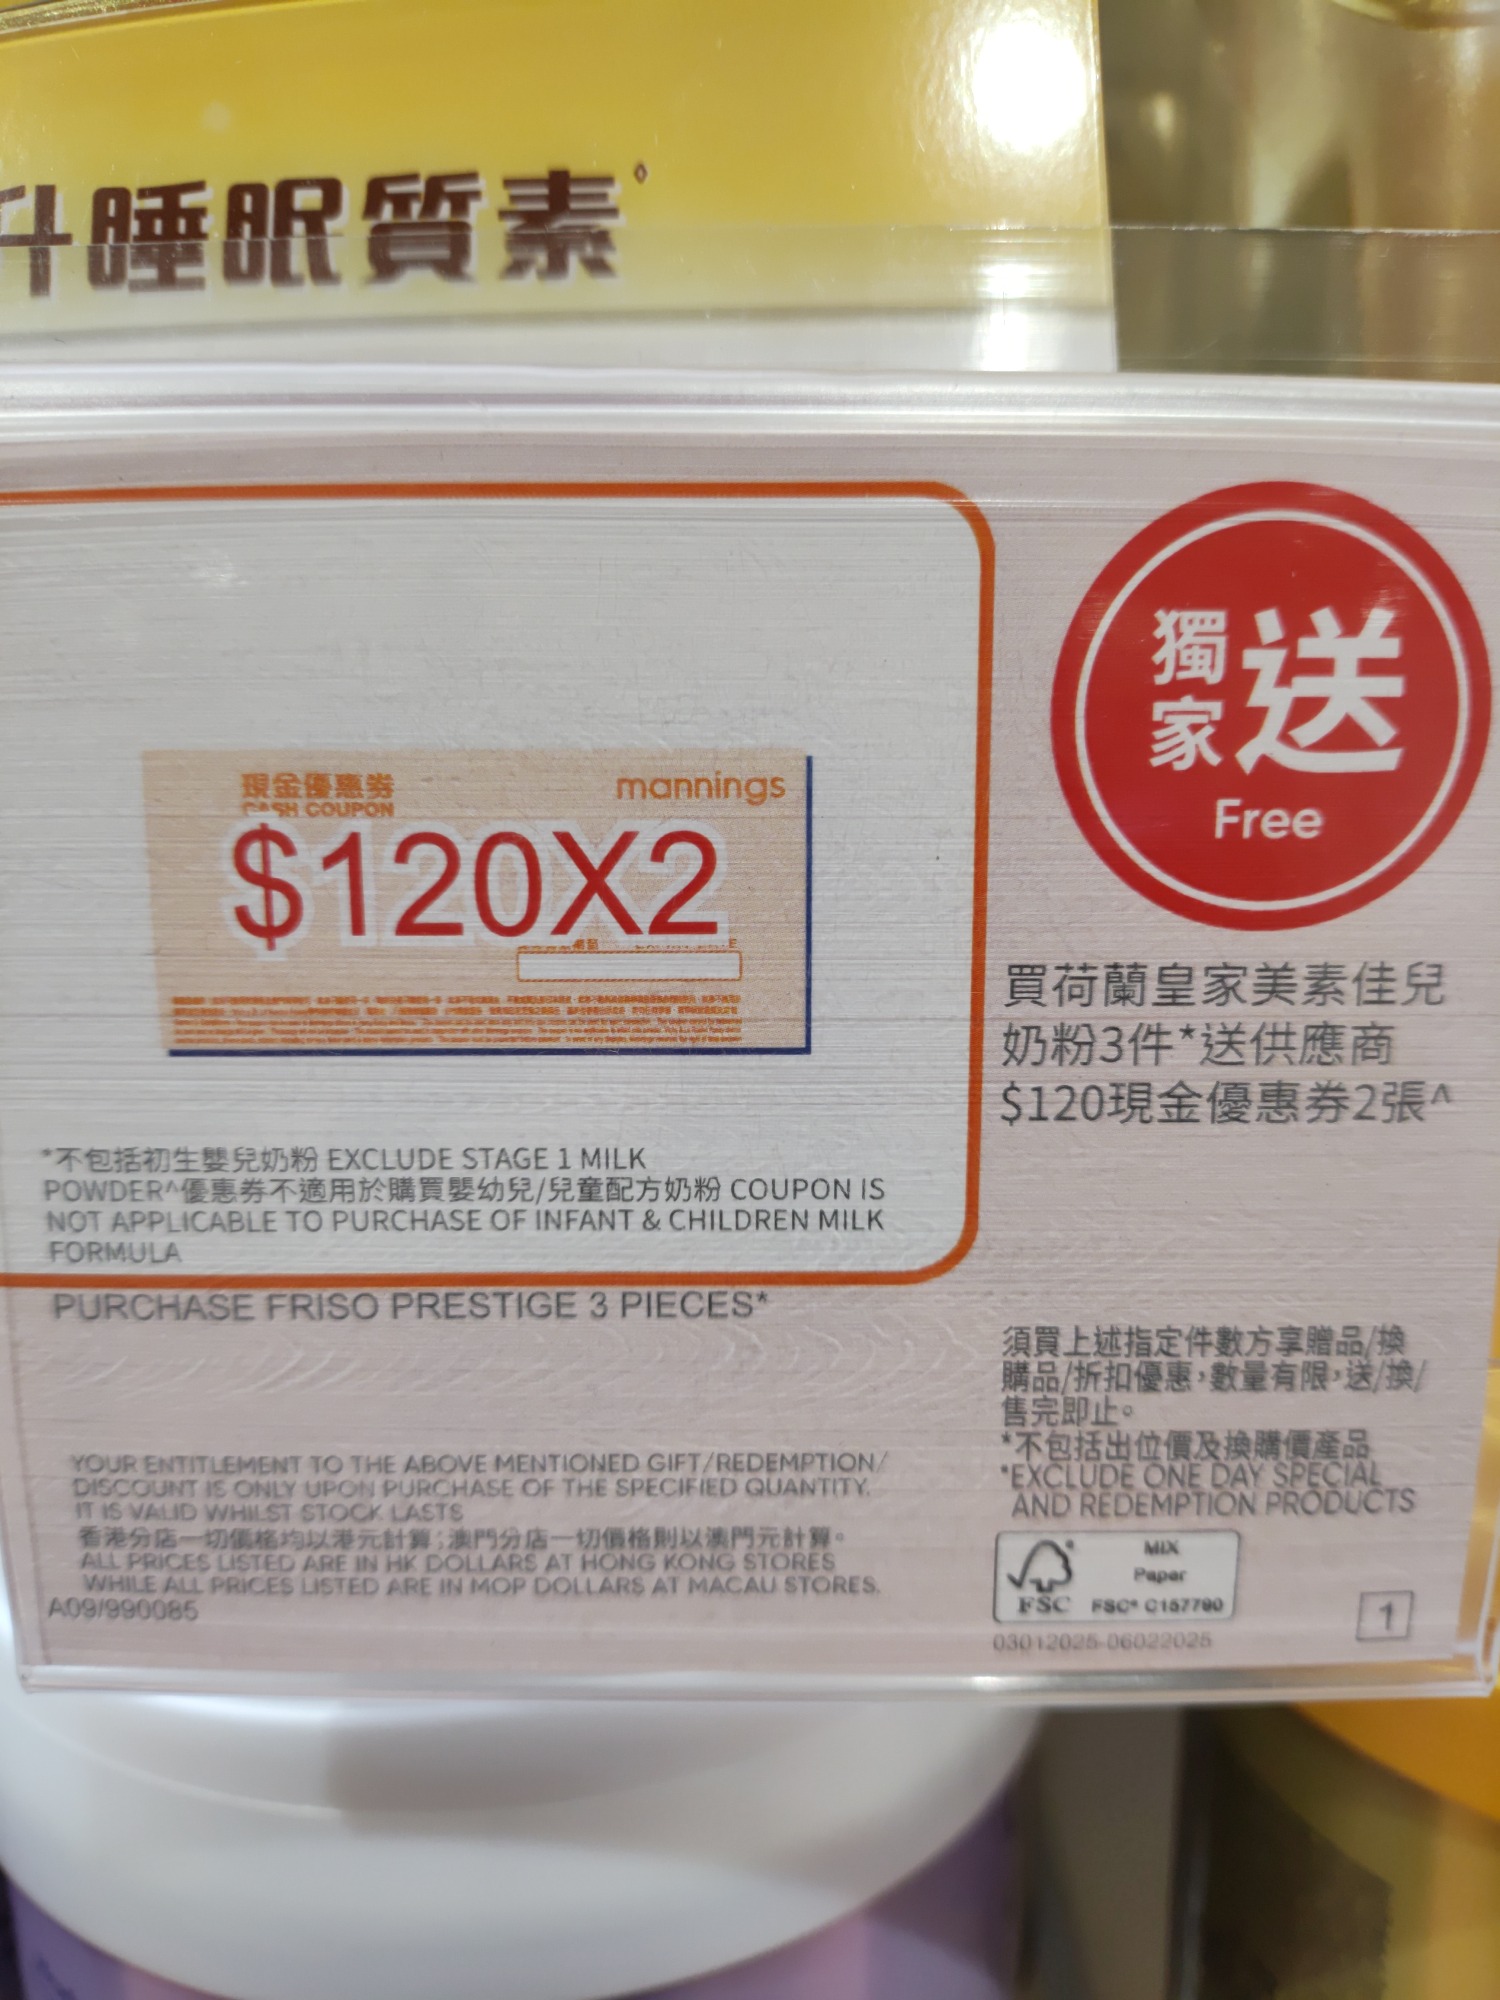 升睡眠質素◊
現金優惠券
CASH COUPON
mannings
$120X2
*不包括初生嬰兒奶粉 EXCLUDE STAGE 1 MILK
POWDER^優惠券不適用於購買嬰幼兒/兒童配方奶粉 COUPON IS
NOT APPLICABLE TO PURCHASE OF INFANT & CHILDREN MILK
FORMULA
PURCHASE FRISO PRESTIGE 3 PIECES*
YOUR ENTITLEMENT TO THE ABOVE MENTIONED GIFT/REDEMPTION/
DISCOUNT IS ONLY UPON PURCHASE OF THE SPECIFIED QUANTITY.
IT IS VALID WHILST STOCK LASTS
香港分店一切價格均以港元計算;澳門分店一切價格則以澳門元計算。
ALL PRICES LISTED ARE IN HK DOLLARS AT HONG KONG STORES
WHILE ALL PRICES LISTED ARE IN MOP DOLLARS AT MACAU STORES.
A09/990085
獨家送
Free
買荷蘭皇家美素佳兒
奶粉3件*送供應商
$120現金優惠券2張^
須買上述指定件數方享贈品/換
購品/折扣優惠,數量有限,送/換/
售完即止。
*不包括出位價及換購價產品
*EXCLUDE ONE DAY SPECIAL
AND REDEMPTION PRODUCTS
MIX
Paper
FSC FSC® C157790
03012025-06022025
1